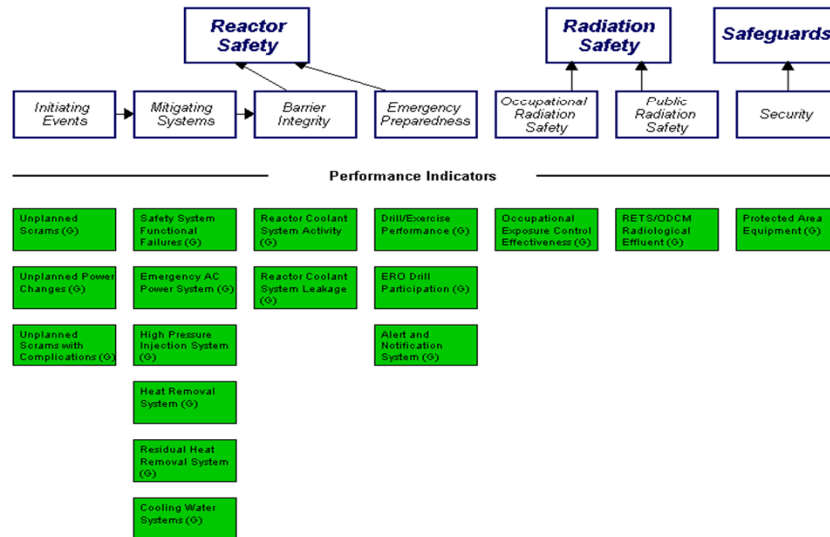 Reactor
Safety
Radiation
Safety
Safeguards
Initiating
Events
Mitigating
Systems
Barrier
Integrity
Emergency
Preparedness
Occupational
Radiation
Safety
Public
Radiation
Safety
Security
Performance Indicators
Unplanned
Scrams (G)
Safety System
Functional
Failures (G)
Reactor Coolant
System Activity
(G)
Drill/Exercise
Performance (G)
Occupational
Exposure Control
Effectiveness (G)
RETS/ODCM
Radiological
Effluent (G)
Protected Area
Equipment (G)
Unplanned Power
Changes (G)
Emergency AC
Power System (G)
Reactor Coolant
System Leakage
(G)
ERO Drill
Participation (G)
Unplanned
Scrams with
Complications (G)
High Pressure
Injection System
(G)
Alert and
Notification
System (G)
Heat Removal
System (G)
Residual Heat
Removal System
(G)
Cooling Water
Systems (G)